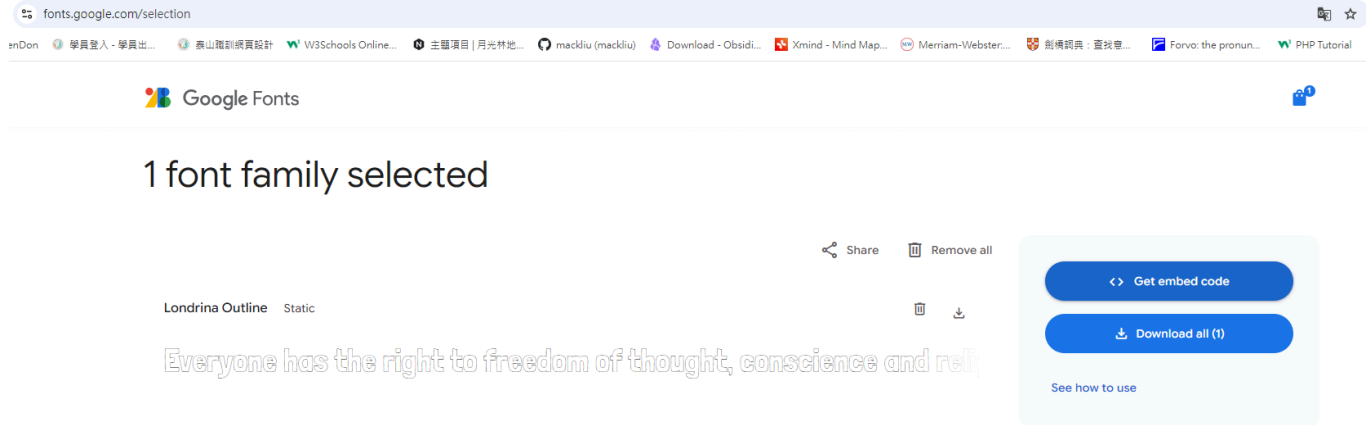 fonts.google.com/selection
enDon 學員登入 - 學員出... 泰山職訓網頁設計 W3Schools Online... 主題項目 | 月光林地... mackliu (mackliu) Download - Obsidi... Xmind - Mind Map... Merriam-Webster:... 劍橋詞典：查找意... Forvo: the pronun... PHP Tutorial
Google Fonts
1
1 font family selected
Share Remove all
Get embed code
Londrina Outline Static
Download all (1)
Everyone has the right to freedom of thought, conscience and reli
See how to use